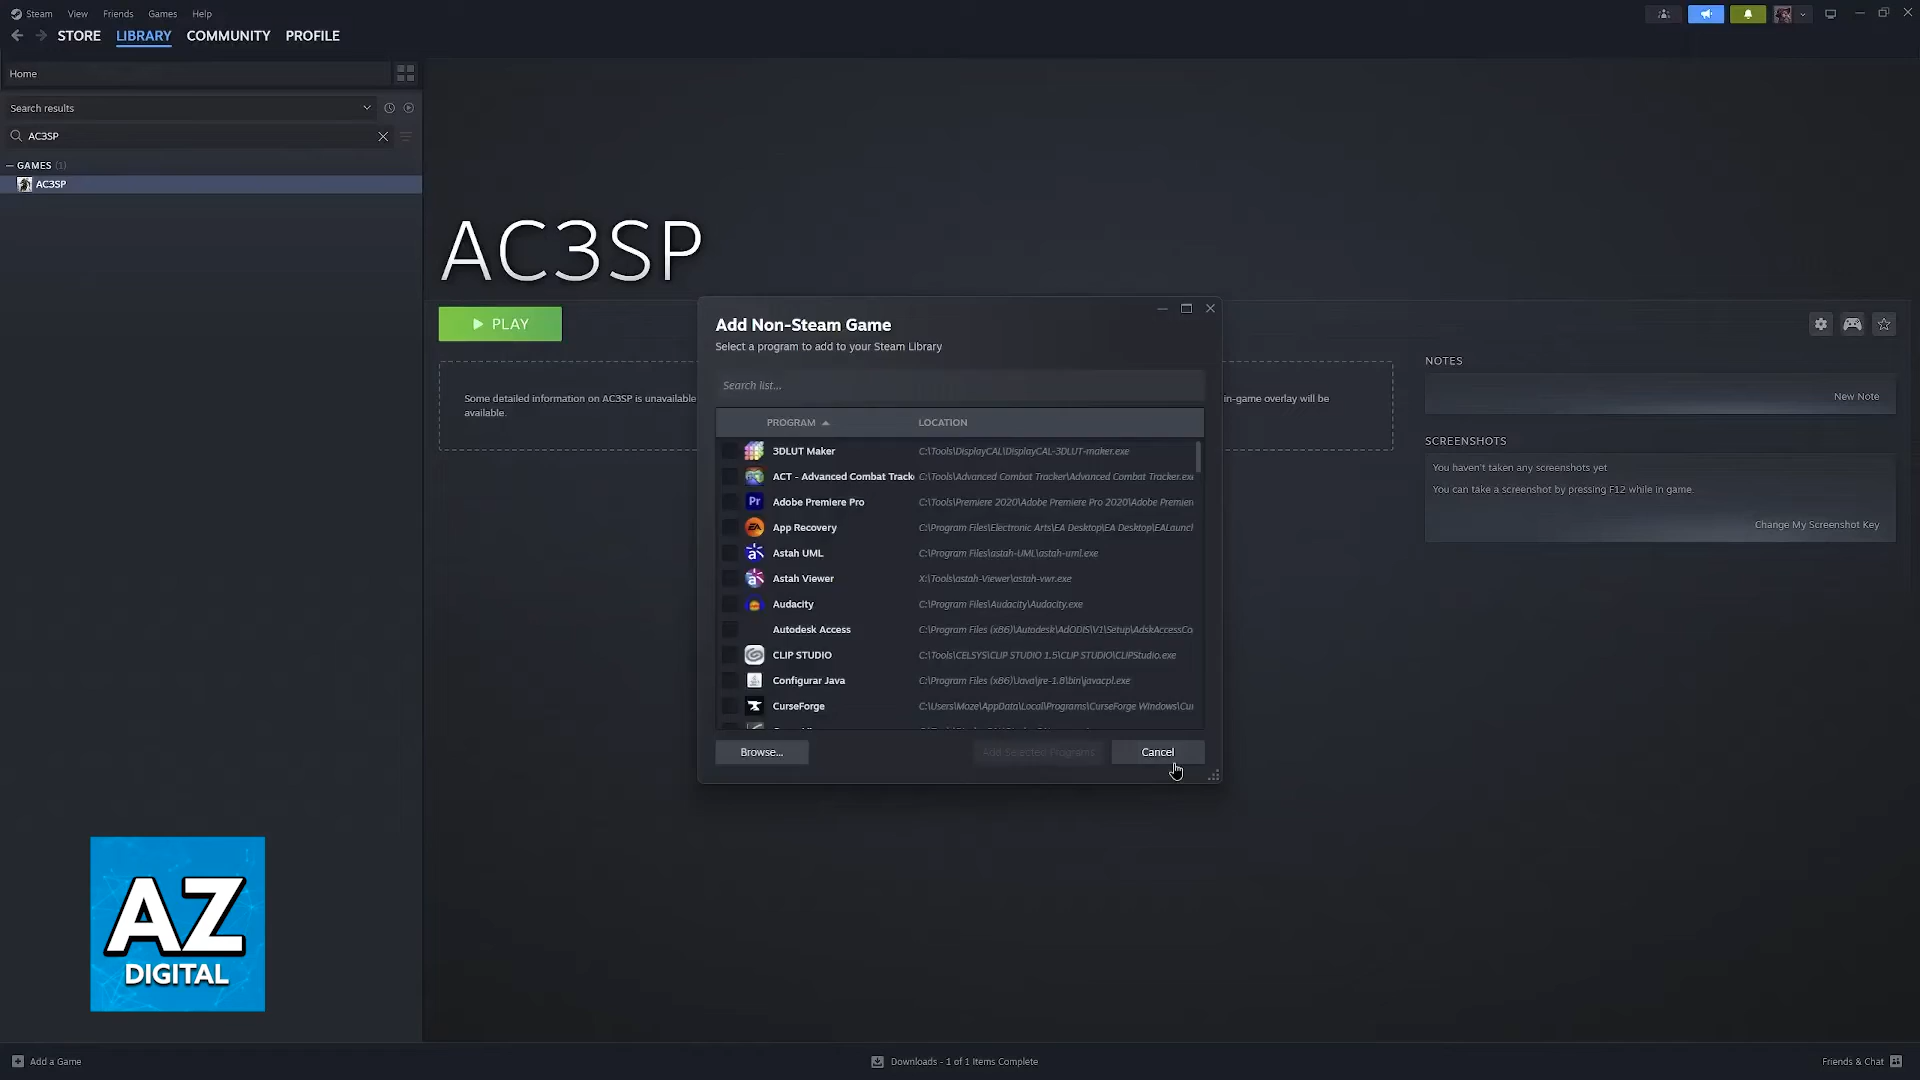 Steam View Friends Games Help
STORE LIBRARY COMMUNITY PROFILE
Home
Search results
AC3SP
GAMES (1)
AC3SP
AC3SP
PLAY
Some detailed information on AC3SP is unavailable
available.
in-game overlay will be
NOTES
New Note
SCREENSHOTS
You haven't taken any screenshots yet
You can take a screenshot by pressing F12 while in game.
Change My Screenshot Key
Add Non-Steam Game
Select a program to add to your Steam Library
Search list...
PROGRAM LOCATION
3DLUT Maker C:\Tools\DisplayCAL\DisplayCAL-3DLUT-maker.exe
ACT - Advanced Combat Tracke C:\Tools\Advanced Combat Tracker\Advanced Combat Tracker.exe
Adobe Premiere Pro C:\Tools\Premiere 2020\Adobe Premiere Pro 2020\Adobe Premien
App Recovery C:\Program Files\Electronic Arts\EA Desktop\EA Desktop\EALaunch
Astah UML C:\Program Files\astah-UML\astah-uml.exe
Astah Viewer X:\Tools\astah-Viewer\astah-vwr.exe
Audacity C:\Program Files\Audacity\Audacity.exe
Autodesk Access C:\Program Files (x86)\Autodesk\AdODIS\V1\Setup\AdskAccessCo
CLIP STUDIO C:\Tools\CELSYS\CLIP STUDIO 1.5\CLIP STUDIO\CLIPStudio.exe
Configurar Java C:\Program Files (x86)\Java\jre-1.8\bin\javacpl.exe
CurseForge C:\Users\Maze\AppData\Local\Programs\CurseForge Windows\Cur
Browse... Add Selected Programs Cancel
AZ
DIGITAL
Add a Game
Downloads - 1 of 1 Items Complete
Friends & Chat